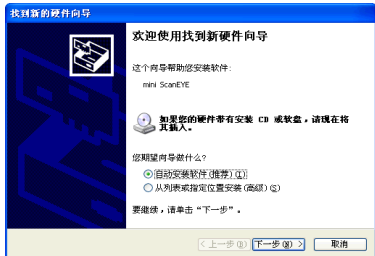 找到新的硬件向导
欢迎使用找到新硬件向导
这个向导帮助您安装软件:
mini ScanEYE
如果您的硬件带有安装 CD 或软盘，请现在将
其插入。
您期望向导做什么?
自动安装软件(推荐)(I)
从列表或指定位置安装(高级)(S)
要继续，请单击“下一步”。
< 上一步(B) 下一步(N) > 取消